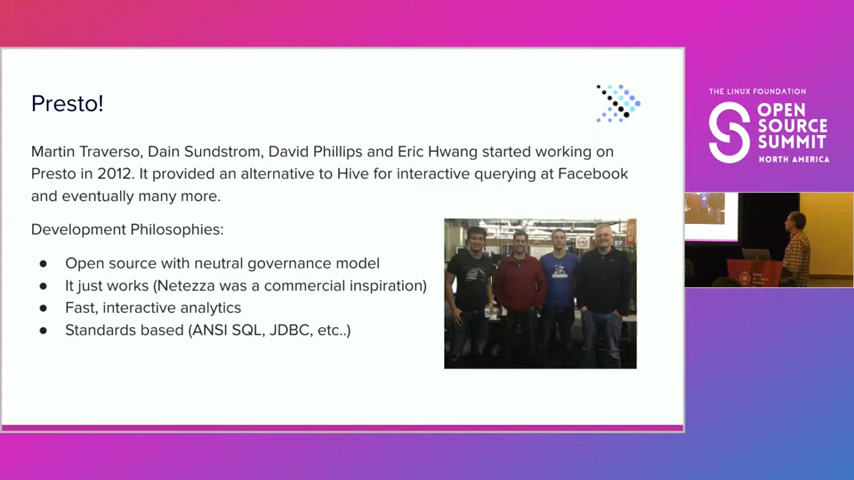 Presto!
Martin Traverso, Dain Sundstrom, David Phillips and Eric Hwang started working on
Presto in 2012. It provided an alternative to Hive for interactive querying at Facebook
and eventually many more.
Development Philosophies:
● Open source with neutral governance model
● It just works (Netezza was a commercial inspiration)
● Fast, interactive analytics
● Standards based (ANSI SQL, JDBC, etc..)
THE LINUX FOUNDATION
OPEN
SOURCE
SUMMIT
NORTH AMERICA